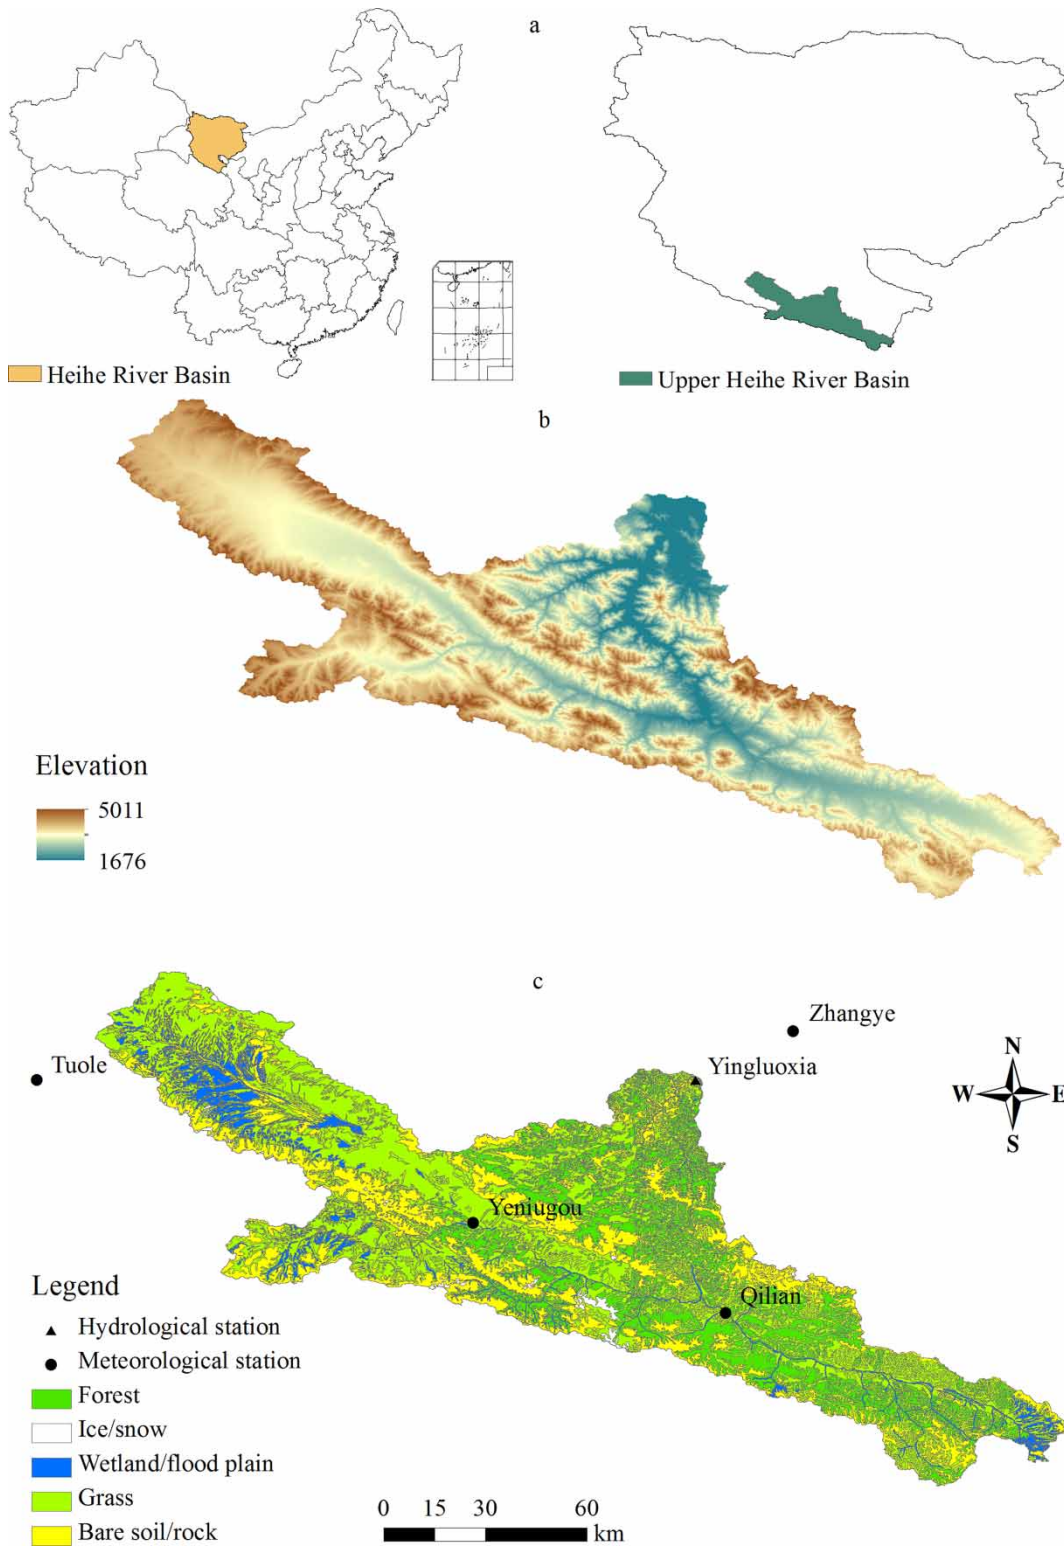 a
Heihe River Basin
Upper Heihe River Basin
b
Elevation
5011
1676
c
Zhangye
Tuole
Yingluoxia
N
W E
S
Yeniugou
Qilian
Legend
Hydrological station
Meteorological station
Forest
Ice/snow
Wetland/flood plain
Grass
Bare soil/rock
0 15 30 60
km